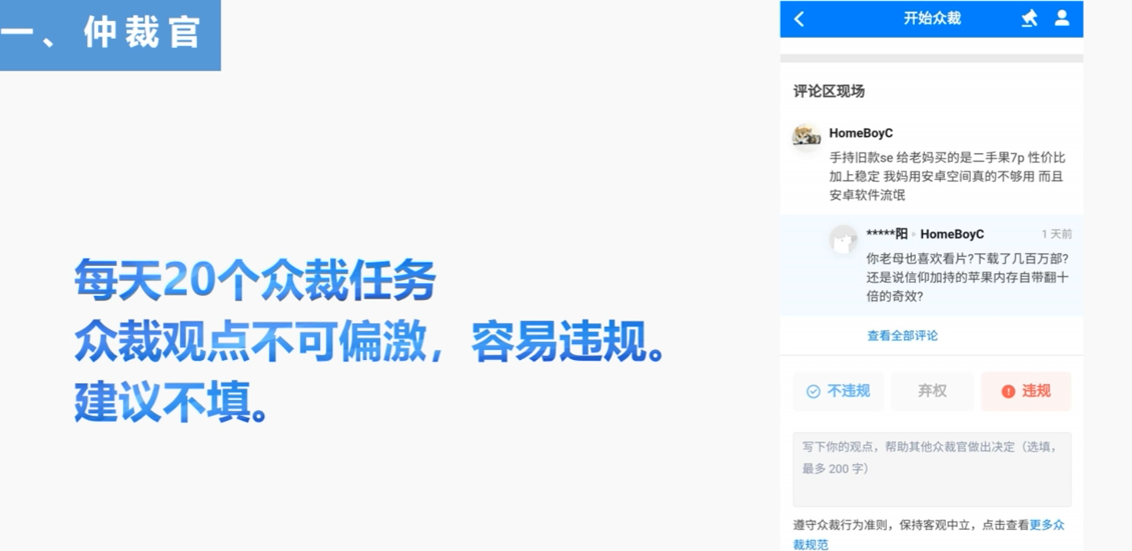 一、仲裁官
每天20个众裁任务
众裁观点不可偏激，容易违规。
建议不填。
开始众裁
评论区现场
HomeBoyC
手持旧款se 给老妈买的是二手果7p 性价比
加上稳定 我妈用安卓空间真的不够用 而且
安卓软件流氓
*****阳 HomeBoyC 1 天前
你老母也喜欢看片?下载了几百万部?
还是说信仰加持的苹果内存自带翻十
倍的奇效?
查看全部评论
不违规 弃权 违规
写下你的观点，帮助其他众裁官做出决定（选填，
最多 200 字）
遵守众裁行为准则，保持客观中立，点击查看更多众
裁规范